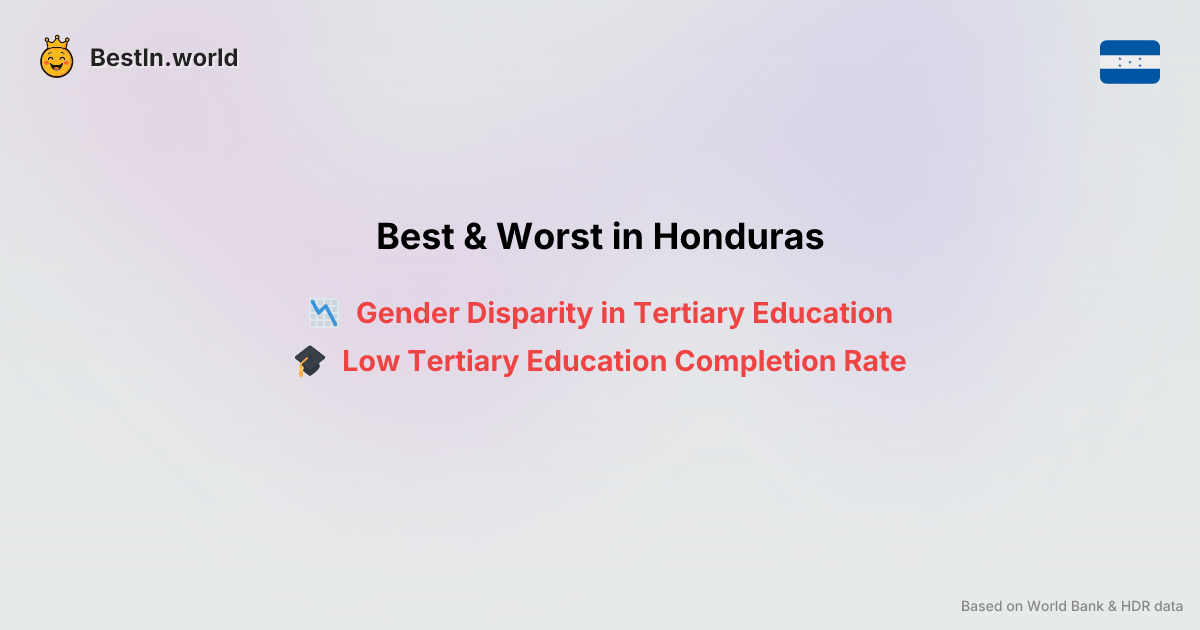 BestIn.world
Best & Worst in Honduras
Gender Disparity in Tertiary Education
Low Tertiary Education Completion Rate
Based on World Bank & HDR data